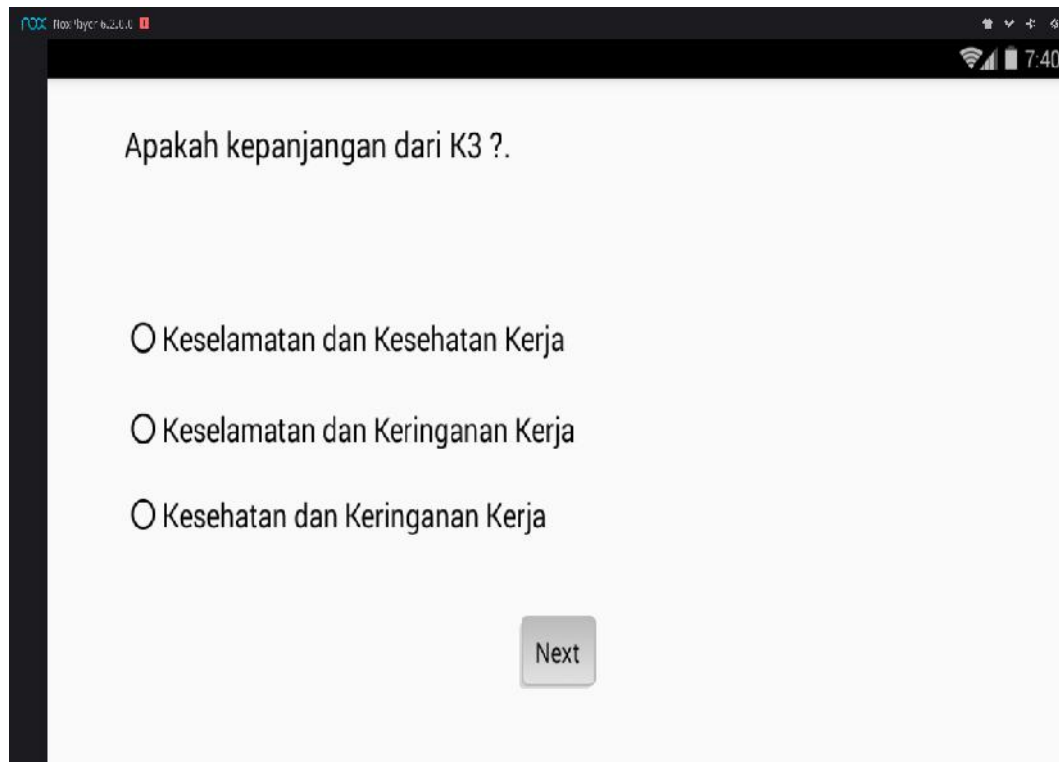 7:40
Apakah kepanjangan dari K3 ?.
Keselamatan dan Kesehatan Kerja
Keselamatan dan Keringanan Kerja
Kesehatan dan Keringanan Kerja
Next